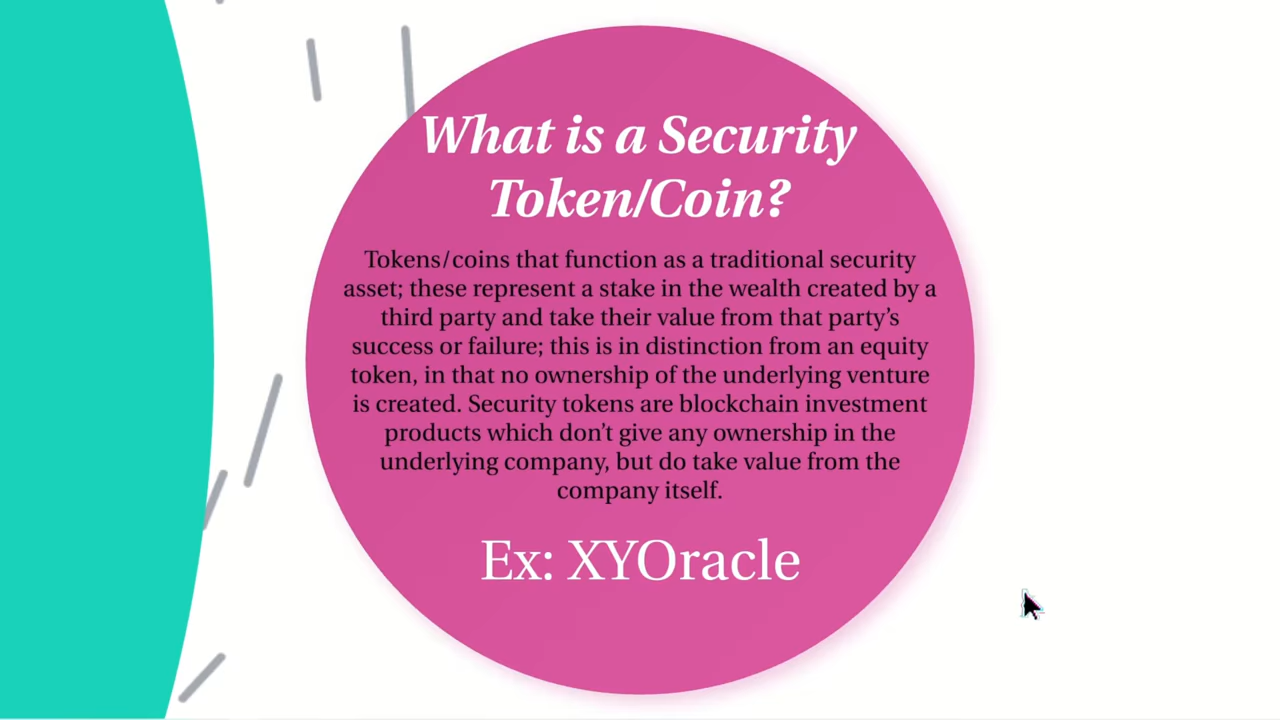 What is a Security
Token/Coin?
Tokens/coins that function as a traditional security
asset; these represent a stake in the wealth created by a
third party and take their value from that party's
success or failure; this is in distinction from an equity
token, in that no ownership of the underlying venture
is created. Security tokens are blockchain investment
products which don't give any ownership in the
underlying company, but do take value from the
company itself.
Ex: XYOracle